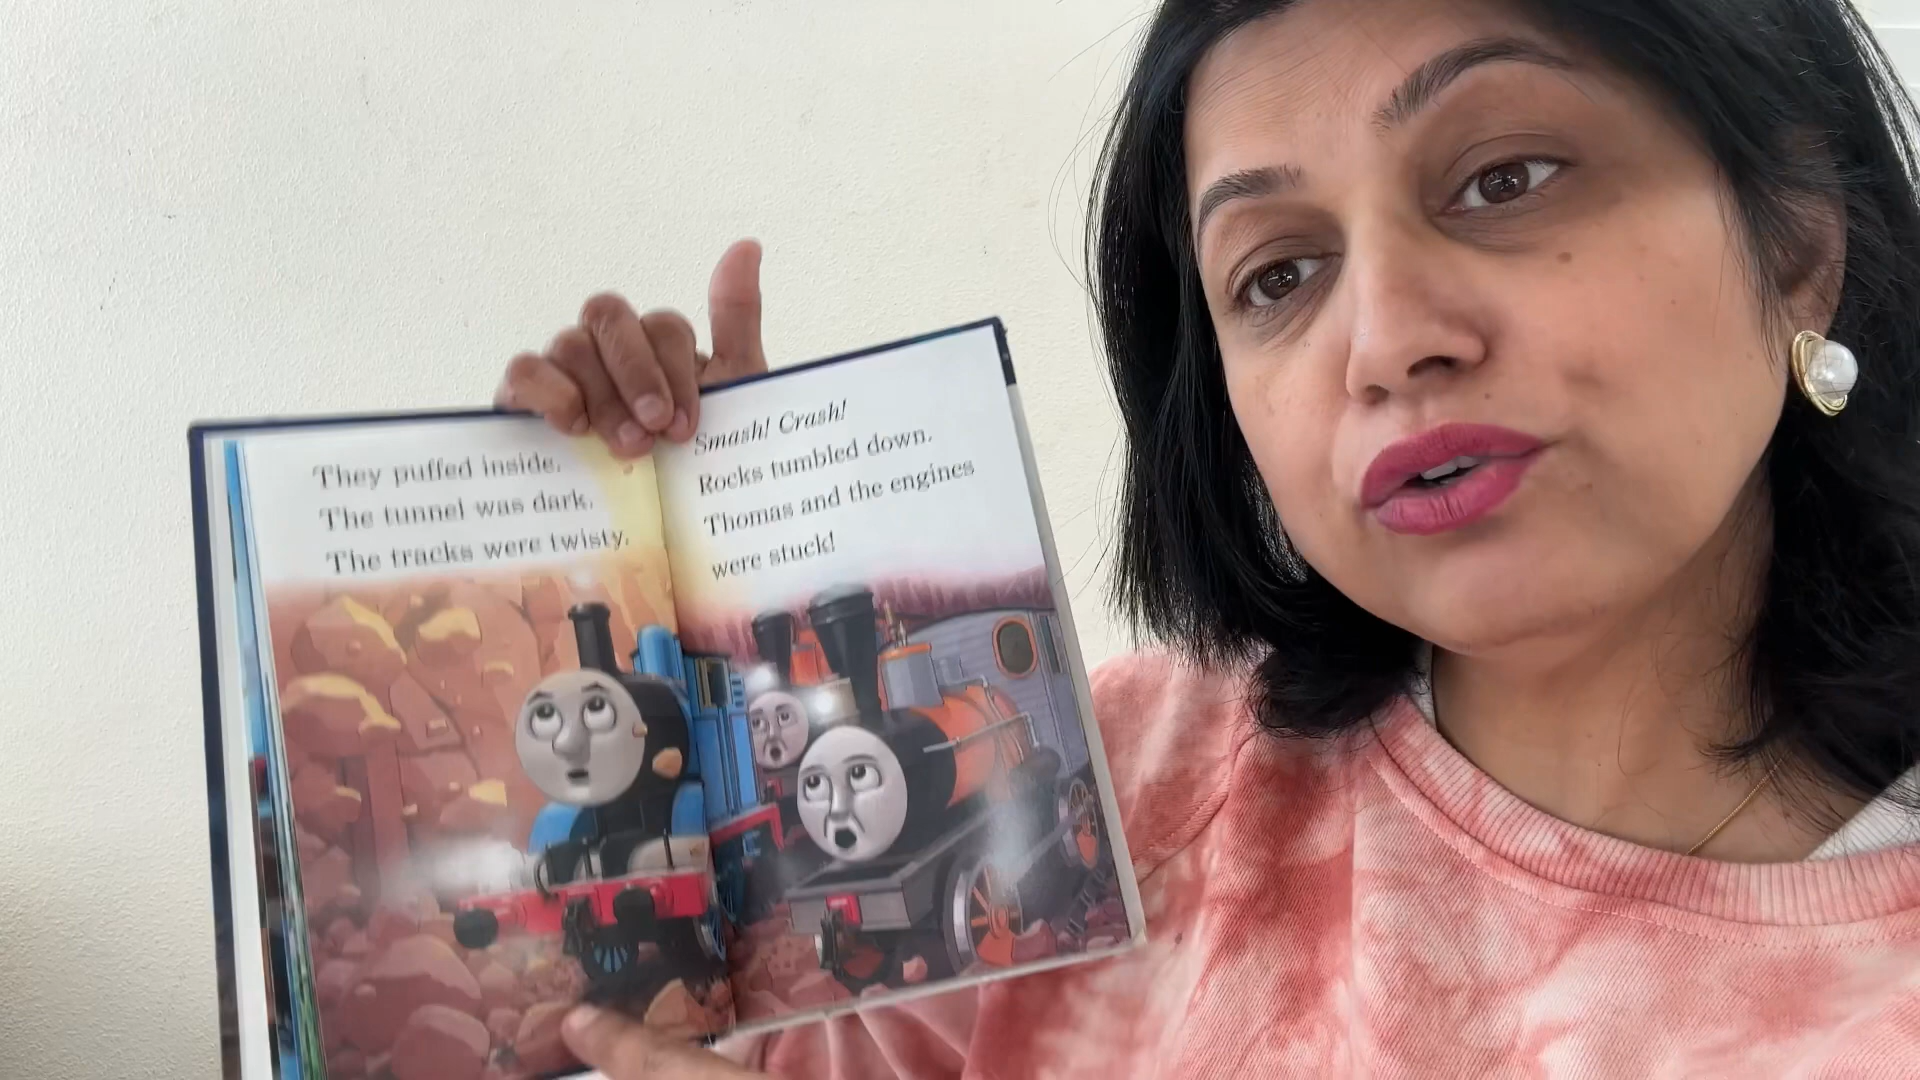 They puffed inside.
The tunnel was dark.
The tracks were twisty.
Smash! Crash!
Rocks tumbled down.
Thomas and the engines
were stuck!